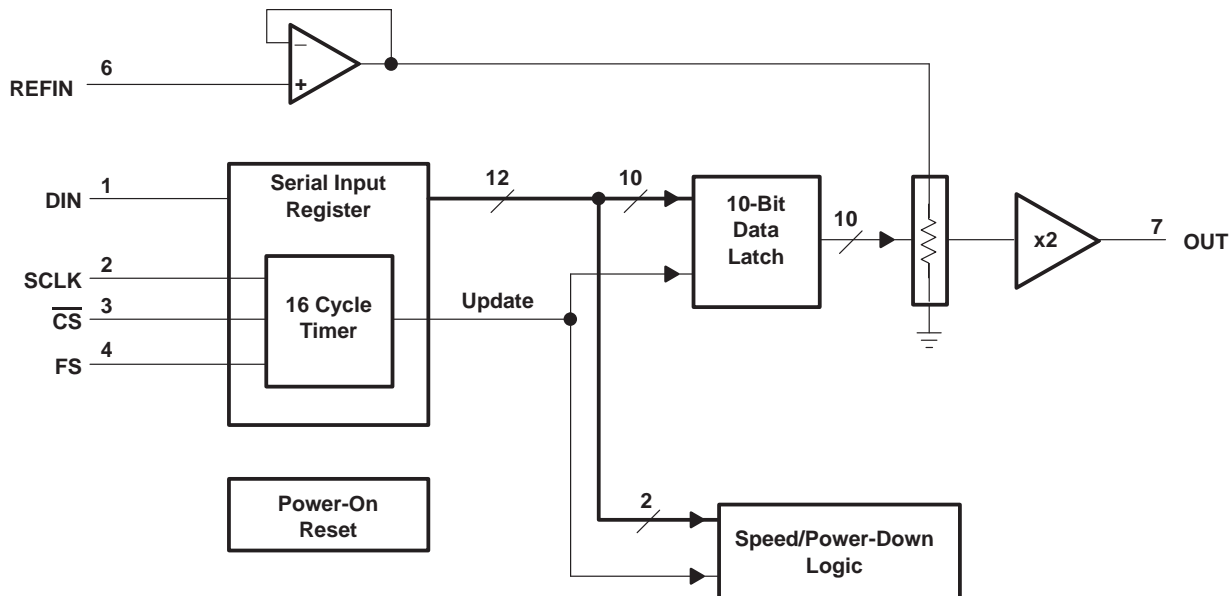 6
REFIN
_
+
DIN
1
Serial Input
Register
12
10
10-Bit
Data
Latch
10
x2
7
OUT
SCLK
2
CS
3
FS
4
16 Cycle
Timer
Update
Power-On
Reset
2
Speed/Power-Down
Logic